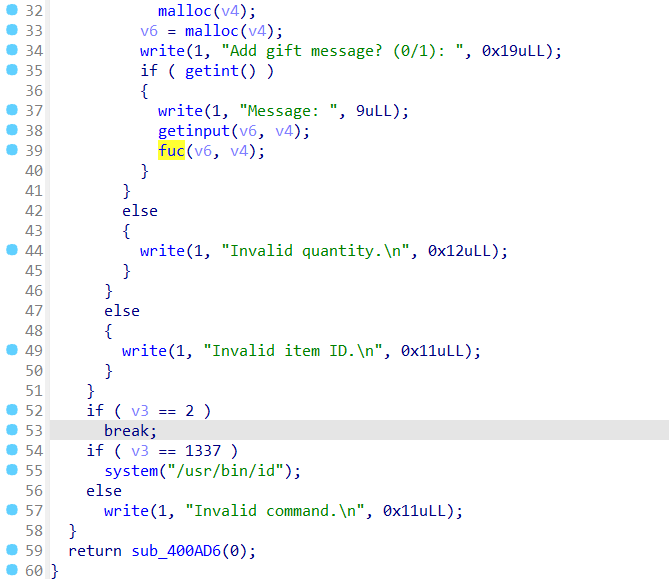 32 malloc(v4);
33 v6 = malloc(v4);
34 write(1, "Add gift message? (0/1): ", 0x19uLL);
35 if ( getint() )
36 {
37 write(1, "Message: ", 9uLL);
38 getinput(v6, v4);
39 fuc(v6, v4);
40 }
41 }
42 else
43 {
44 write(1, "Invalid quantity.\n", 0x12uLL);
45 }
46 }
47 else
48 {
49 write(1, "Invalid item ID.\n", 0x11uLL);
50 }
51 }
52 if ( v3 == 2 )
53 break;
54 if ( v3 == 1337 )
55 system("/usr/bin/id");
56 else
57 write(1, "Invalid command.\n", 0x11uLL);
58 }
59 return sub_400AD6(0);
60 }